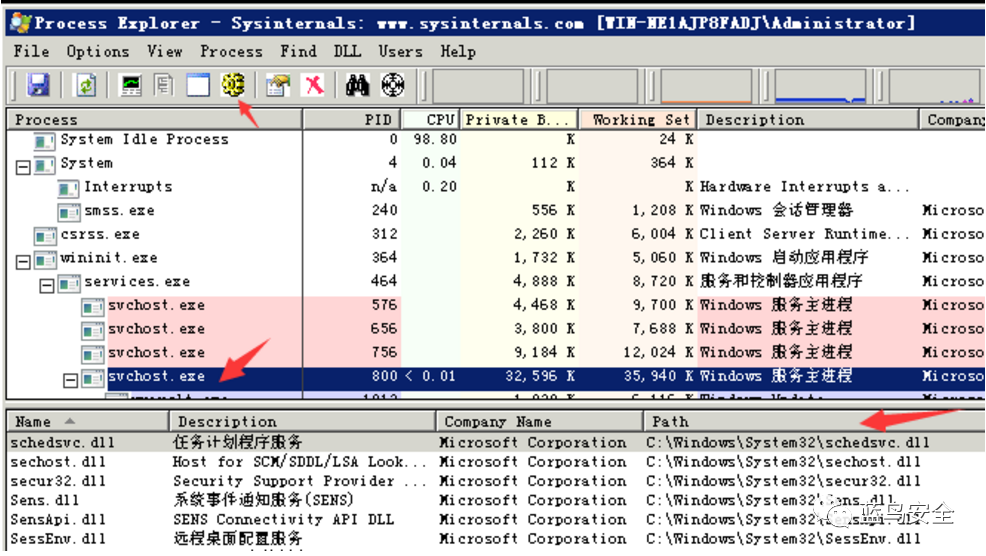 Process Explorer - Sysinternals: www.sysinternals.com [WIN-NE1AJP8FADJ\Administrator]
File Options View Process Find DLL Users Help
Process PID CPU Private B... Working Set Description Company
System Idle Process 0 98.80 K 24 K
System 4 0.04 112 K 364 K
Interrupts n/a 0.20 K K Hardware Interrupts a...
smss.exe 240 556 K 1,208 K Windows 会话管理器 Microso
csrss.exe 312 2,260 K 6,004 K Client Server Runtime... Microso
wininit.exe 364 1,732 K 5,060 K Windows 启动应用程序 Microso
services.exe 464 4,888 K 8,720 K 服务和控制器应用程序 Microso
svchost.exe 576 4,468 K 9,700 K Windows 服务主进程 Microso
svchost.exe 656 3,800 K 7,688 K Windows 服务主进程 Microso
svchost.exe 756 9,184 K 12,024 K Windows 服务主进程 Microso
svchost.exe 800 < 0.01 32,596 K 35,940 K Windows 服务主进程 Microso
Name Description Company Name Path
schedsvc.dll 任务计划程序服务 Microsoft Corporation C:\Windows\System32\schedsvc.dll
sechost.dll Host for SCM/SDDL/LSA Look... Microsoft Corporation C:\Windows\System32\sechost.dll
secur32.dll Security Support Provider ... Microsoft Corporation C:\Windows\System32\secur32.dll
Sens.dll 系统事件通知服务(SENS) Microsoft Corporation C:\Windows\System32\Sens.dll
SensApi.dll SENS Connectivity API DLL Microsoft Corporation C:\Windows\System32\
蓝鸟安全
SessEnv.dll 远程桌面配置服务 Microsoft Corporation C:\Windows\System32\SessEnv.dll